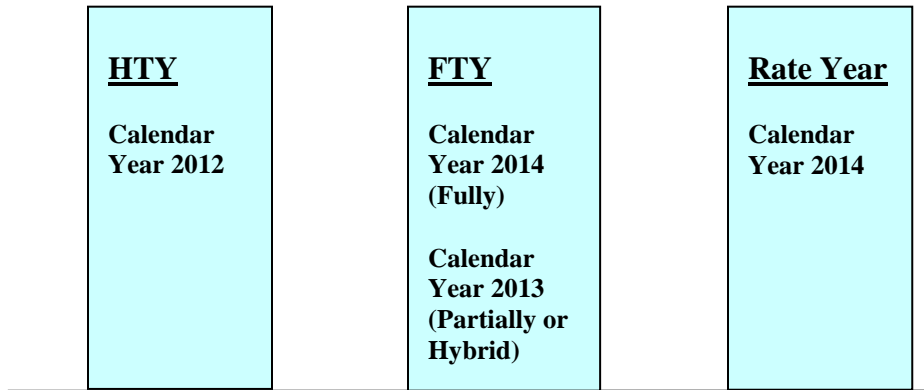 HTY
Calendar
Year 2012
FTY
Calendar
Year 2014
(Fully)
Calendar
Year 2013
(Partially or
Hybrid)
Rate Year
Calendar
Year 2014